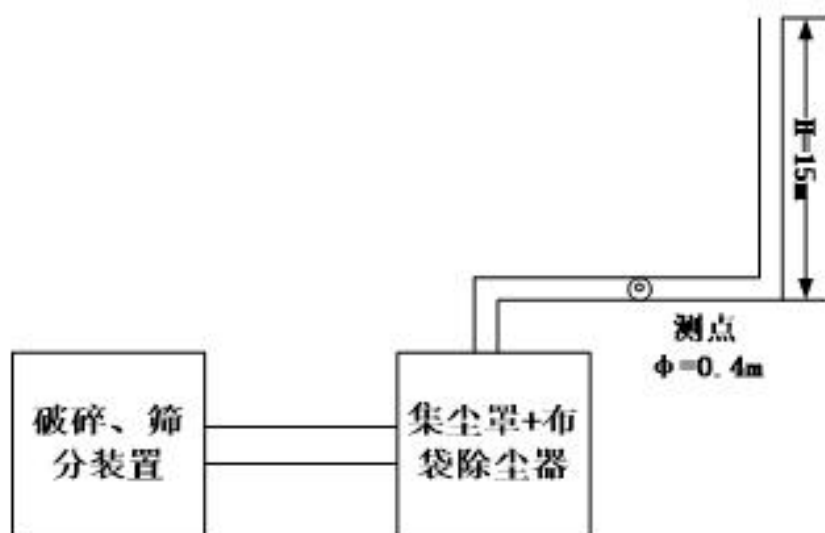 H=15m
测点
φ=0.4m
破碎、筛
分装置
集尘罩+布
袋除尘器